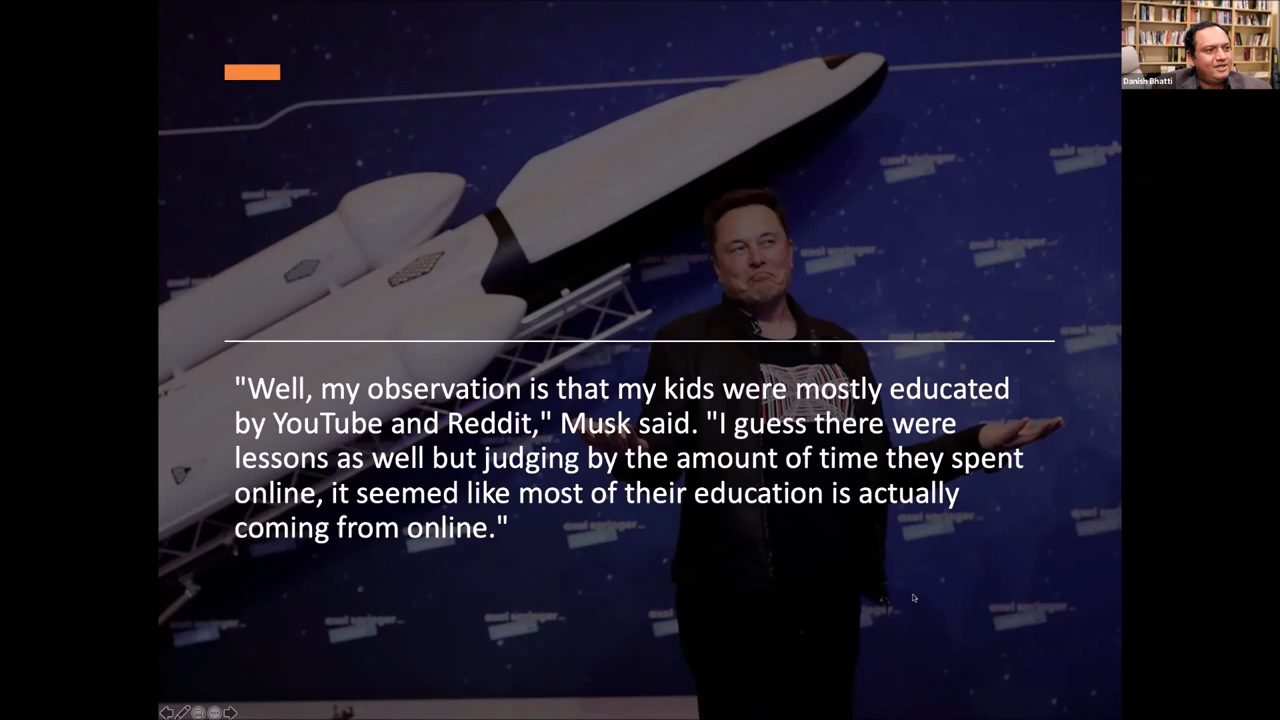 Danish Bhatti
axel springer
"Well, my observation is that my kids were mostly educated
by YouTube and Reddit," Musk said. "I guess there were
lessons as well but judging by the amount of time they spent
online, it seemed like most of their education is actually
coming from online."